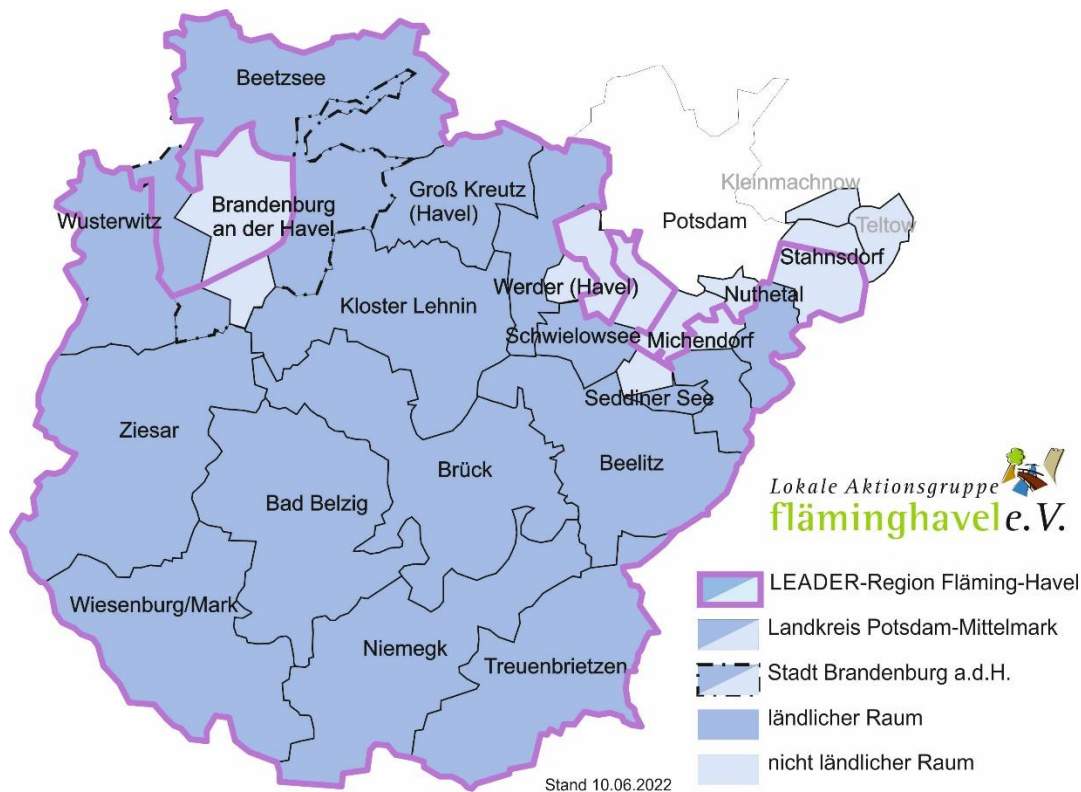 Beetzsee
Kleinmachnow
Groß Kreutz
(Havel)
Wusterwitz
Brandenburg
an der Havel
Potsdam
Teltow
Stahnsdorf
Werder (Havel)
Nuthetal
Kloster Lehnin
Schwielowsee
Michendorf
Seddiner See
Ziesar
Brück
Beelitz
Bad Belzig
Lokale Aktionsgruppe
fläminghavel e.V.
LEADER-Region Fläming-Havel
Wiesenburg/Mark
Landkreis Potsdam-Mittelmark
Niemegk
Treuenbrietzen
Stadt Brandenburg a.d.H.
ländlicher Raum
nicht ländlicher Raum
Stand 10.06.2022